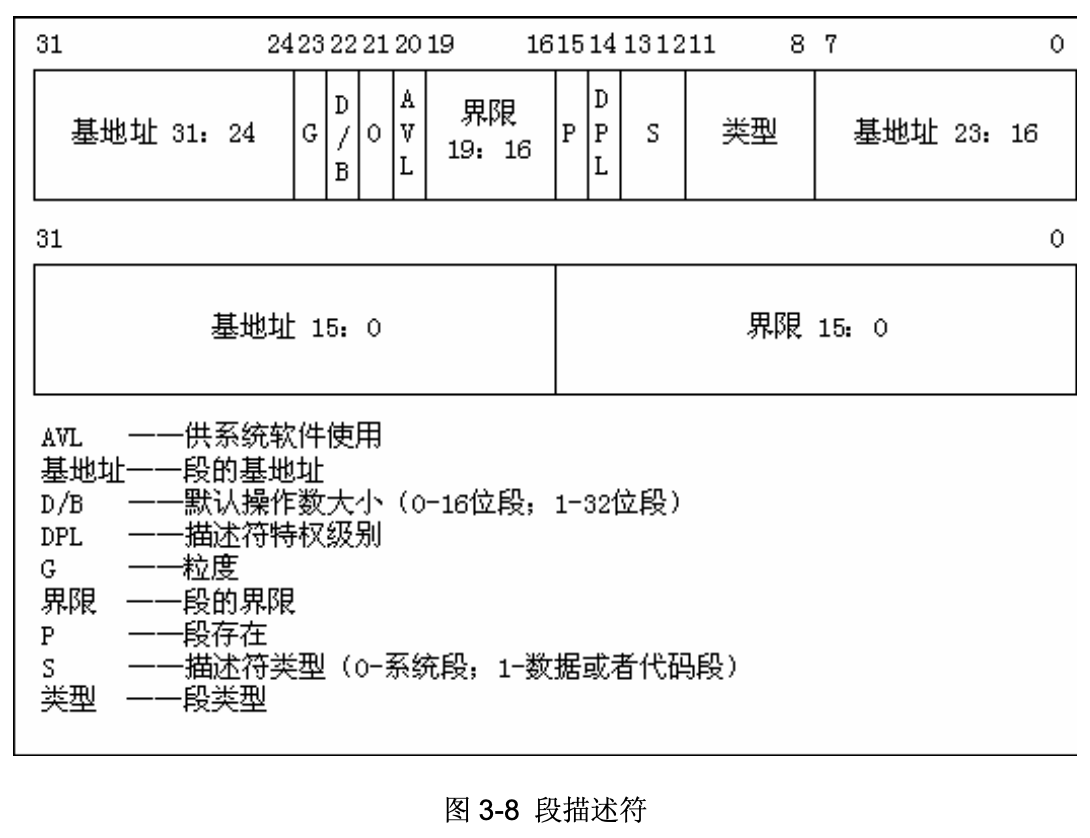 31 24 23 22 21 20 19 16 15 14 13 12 11 8 7 0
基地址 31：24 G D/B 0 AVL 界限 19：16 P DPL S 类型 基地址 23：16
31 0
基地址 15：0 界限 15：0
AVL ——供系统软件使用
基地址——段的基地址
D/B ——默认操作数大小（0-16位段；1-32位段）
DPL ——描述符特权级别
G ——粒度
界限 ——段的界限
P ——段存在
S ——描述符类型（0-系统段；1-数据或者代码段）
类型 ——段类型
图 3-8 段描述符